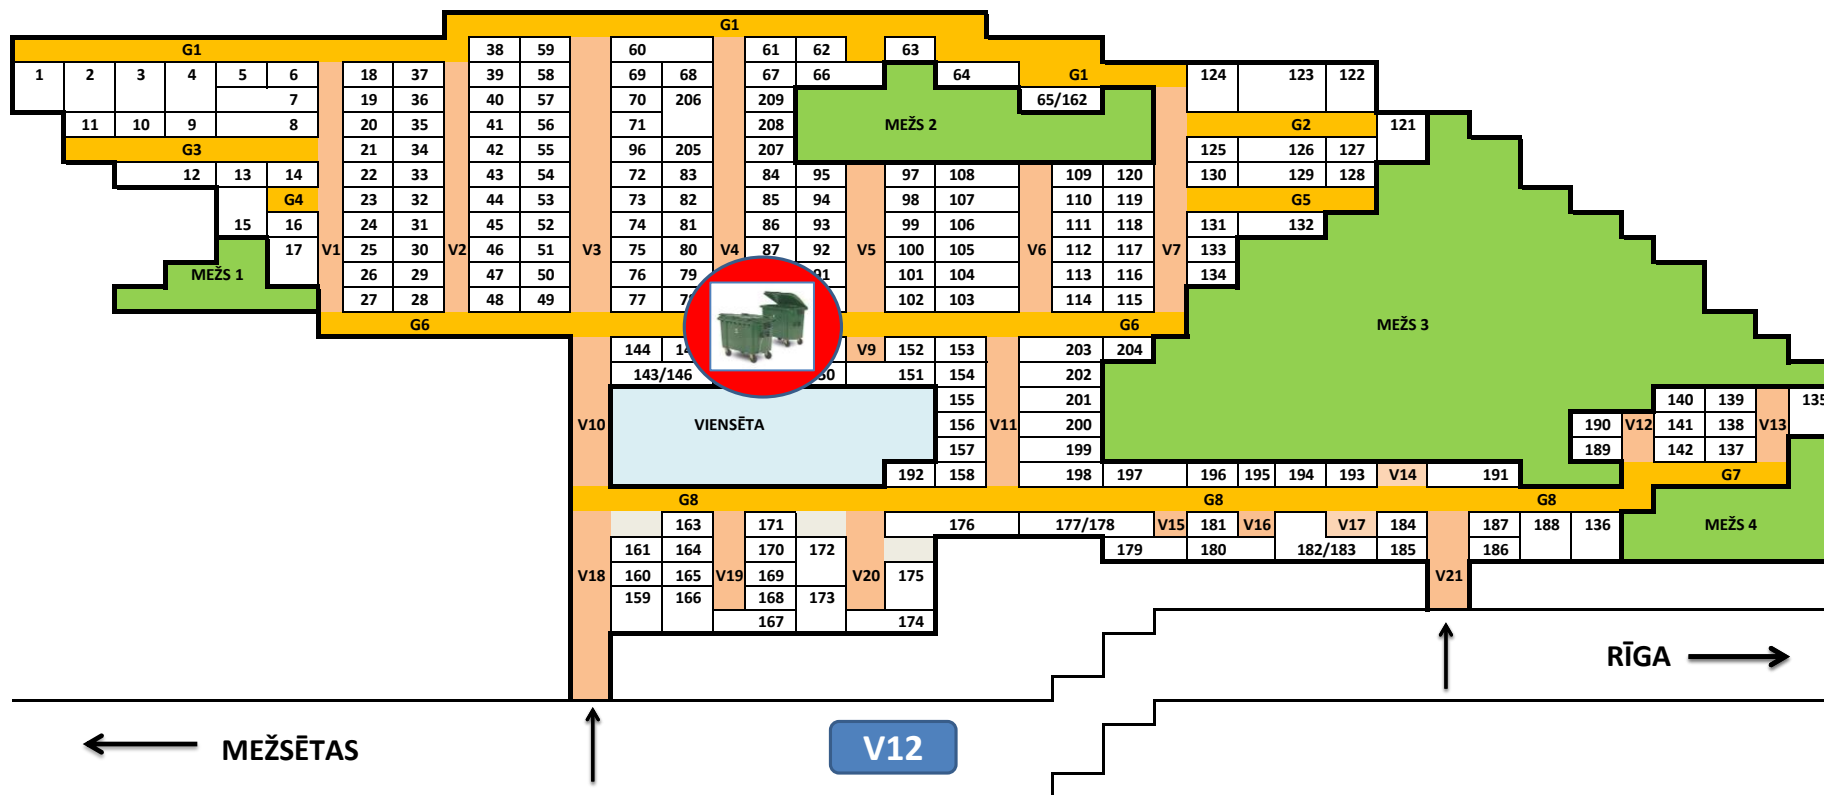 G1
G1 38 59 60 61 62 63
1 2 3 4 5 6 18 37 39 58 69 68 67 66 64 G1 124 123 122
7 19 36 40 57 70 206 209 65/162
11 10 9 8 20 35 41 56 71 208 MEŽS 2 G2 121
G3 21 34 42 55 96 205 207 125 126 127
12 13 14 22 33 43 54 72 83 84 95 97 108 109 120 130 129 128
G4 23 32 44 53 73 82 85 94 98 107 110 119 G5
15 16 24 31 45 52 74 81 86 93 99 106 111 118 131 132
17 V1 25 30 V2 46 51 V3 75 80 V4 87 92 V5 100 105 V6 112 117 V7 133
MEŽS 1 26 29 47 50 76 79 91 101 104 113 116 134
27 28 48 49 77 102 103 114 115
G6 G6 MEŽS 3
144 V9 152 153 203 204
143/146 151 154 202
155 201 140 139 135
V10 VIENSĒTA 156 V11 200 190 V12 141 138 V13
157 199 189 142 137
192 158 198 197 196 195 194 193 V14 191 G7
G8 G8 G8
163 171 176 177/178 V15 181 V16 V17 184 187 188 136 MEŽS 4
161 164 170 172 179 180 182/183 185 186
V18 160 165 V19 169 V20 175 V21
159 166 168 173
167 174
RĪGA
MEŽSĒTAS V12